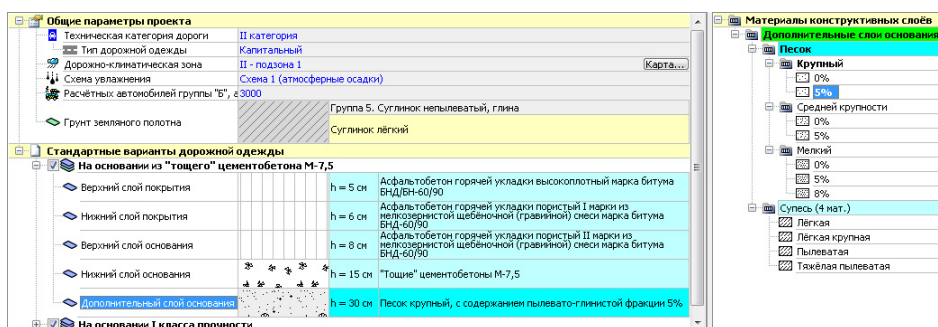 Общие параметры проекта
Техническая категория дороги II категория
Тип дорожной одежды Капитальный
Дорожно-климатическая зона II - подзона 1 Карта...
Схема увлажнения Схема 1 (атмосферные осадки)
Расчётных автомобилей группы "Б", а 3000
Грунт земляного полотна
Группа 5. Суглинок непылеватый, глина
Суглинок лёгкий
Стандартные варианты дорожной одежды
На основании из "тощего" цементобетона М-7,5
Верхний слой покрытия h = 5 см
Асфальтобетон горячей укладки высокоплотный марка битума
БНД/БН-60/90
Нижний слой покрытия h = 6 см
Асфальтобетон горячей укладки пористый I марки из
мелкозернистой щебёночной (гравийной) смеси марка битума
БНД-60/90
Верхний слой основания h = 8 см
Асфальтобетон горячей укладки пористый II марки из
мелкозернистой щебёночной (гравийной) смеси марка битума
БНД-60/90
Нижний слой основания h = 15 см "Тощие" цементобетоны М-7,5
Дополнительный слой основания h = 30 см Песок крупный, с содержанием пылевато-глинистой фракции 5%
На основании I класса прочности
Материалы конструктивных слоёв
Дополнительные слои основания
Песок
Крупный
0%
5%
Средней крупности
0%
5%
Мелкий
0%
5%
8%
Супесь (4 мат.)
Лёгкая
Лёгкая крупная
Пылеватая
Тяжёлая пылеватая